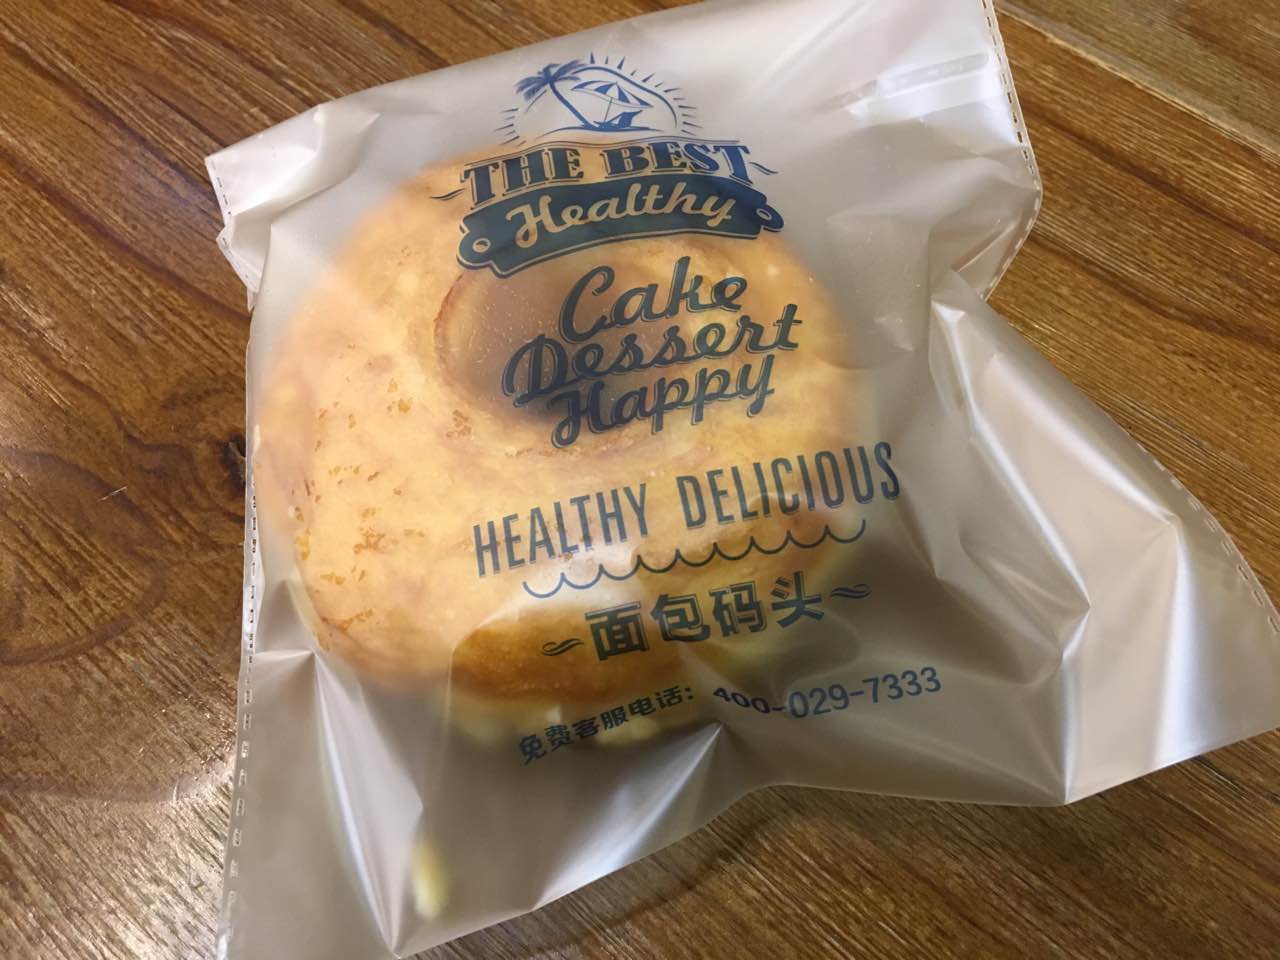 THE BEST
Healthy
Cake
Dessert
Happy
HEALTHY DELICIOUS
~面包码头~
免费客服电话: 400-029-7333